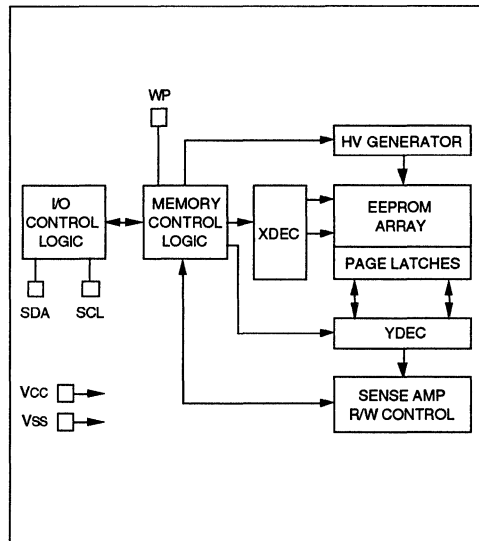 WP
HV GENERATOR
I/O
CONTROL
LOGIC
MEMORY
CONTROL
LOGIC
XDEC
EEPROM
ARRAY
PAGE LATCHES
SDA
SCL
YDEC
VCC
VSS
SENSE AMP
R/W CONTROL